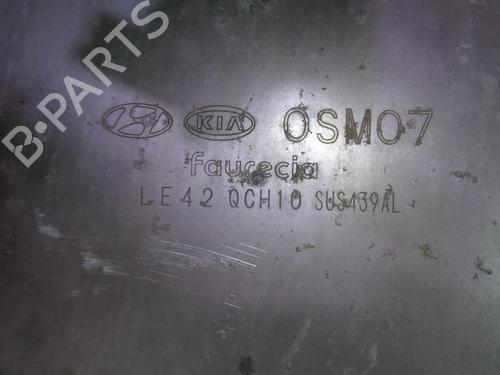 B-PARTS
KIA OSM07
faurecia
LE42 QCH10 SUS439AL